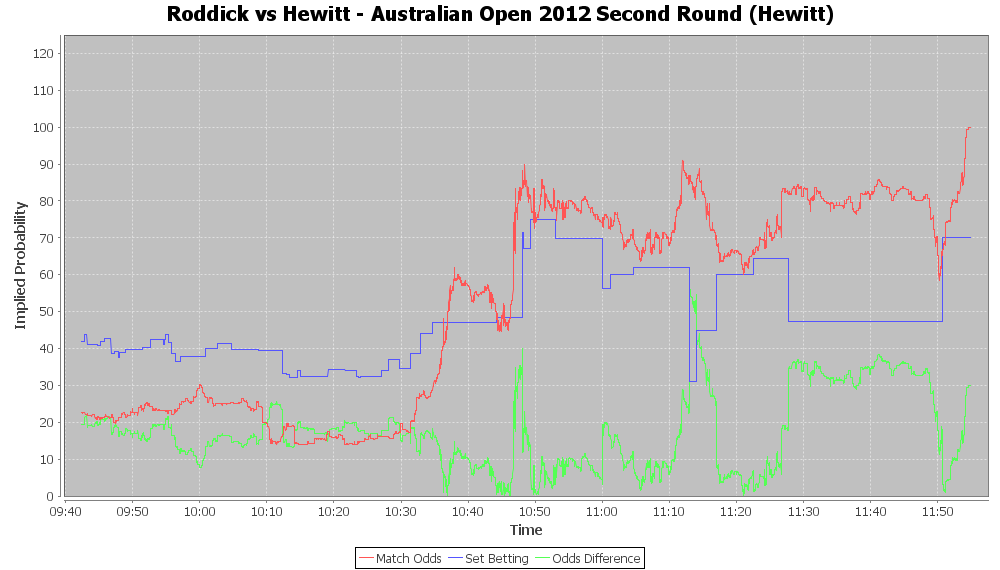 Roddick vs Hewitt - Australian Open 2012 Second Round (Hewitt)
120
110
100
90
80
70
60
50
40
30
20
10
0
Implied Probability
09:40 09:50 10:00 10:10 10:20 10:30 10:40 10:50 11:00 11:10 11:20 11:30 11:40 11:50
Time
Match Odds Set Betting Odds Difference